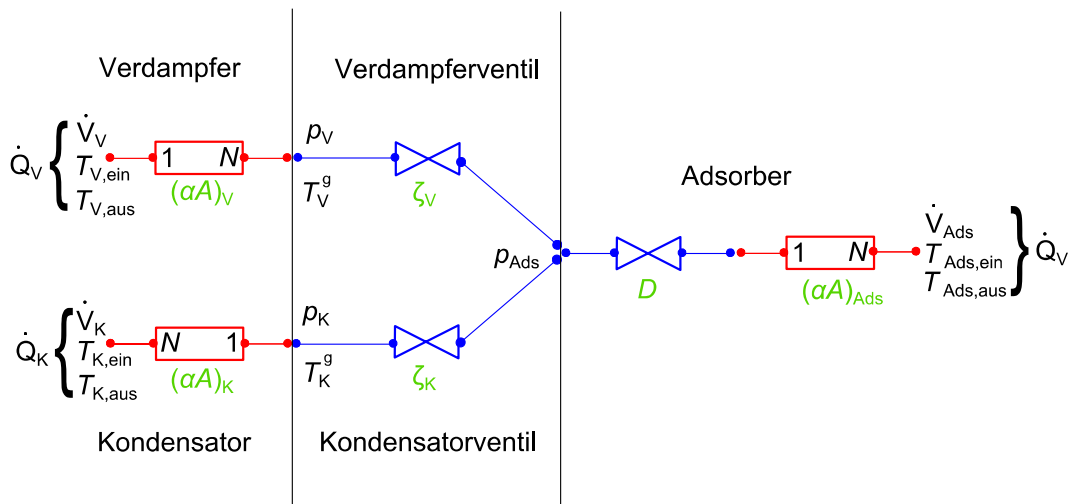 Verdampfer
Verdampferventil
Q̇V
V̇V
TV,ein
TV,aus
1 N
(αA)V
pV
TVg
ζV
Adsorber
pAds
D
1 N
(αA)Ads
V̇Ads
TAds,ein
TAds,aus
Q̇V
Q̇K
V̇K
TK,ein
TK,aus
N 1
(αA)K
pK
TKg
ζK
Kondensator
Kondensatorventil